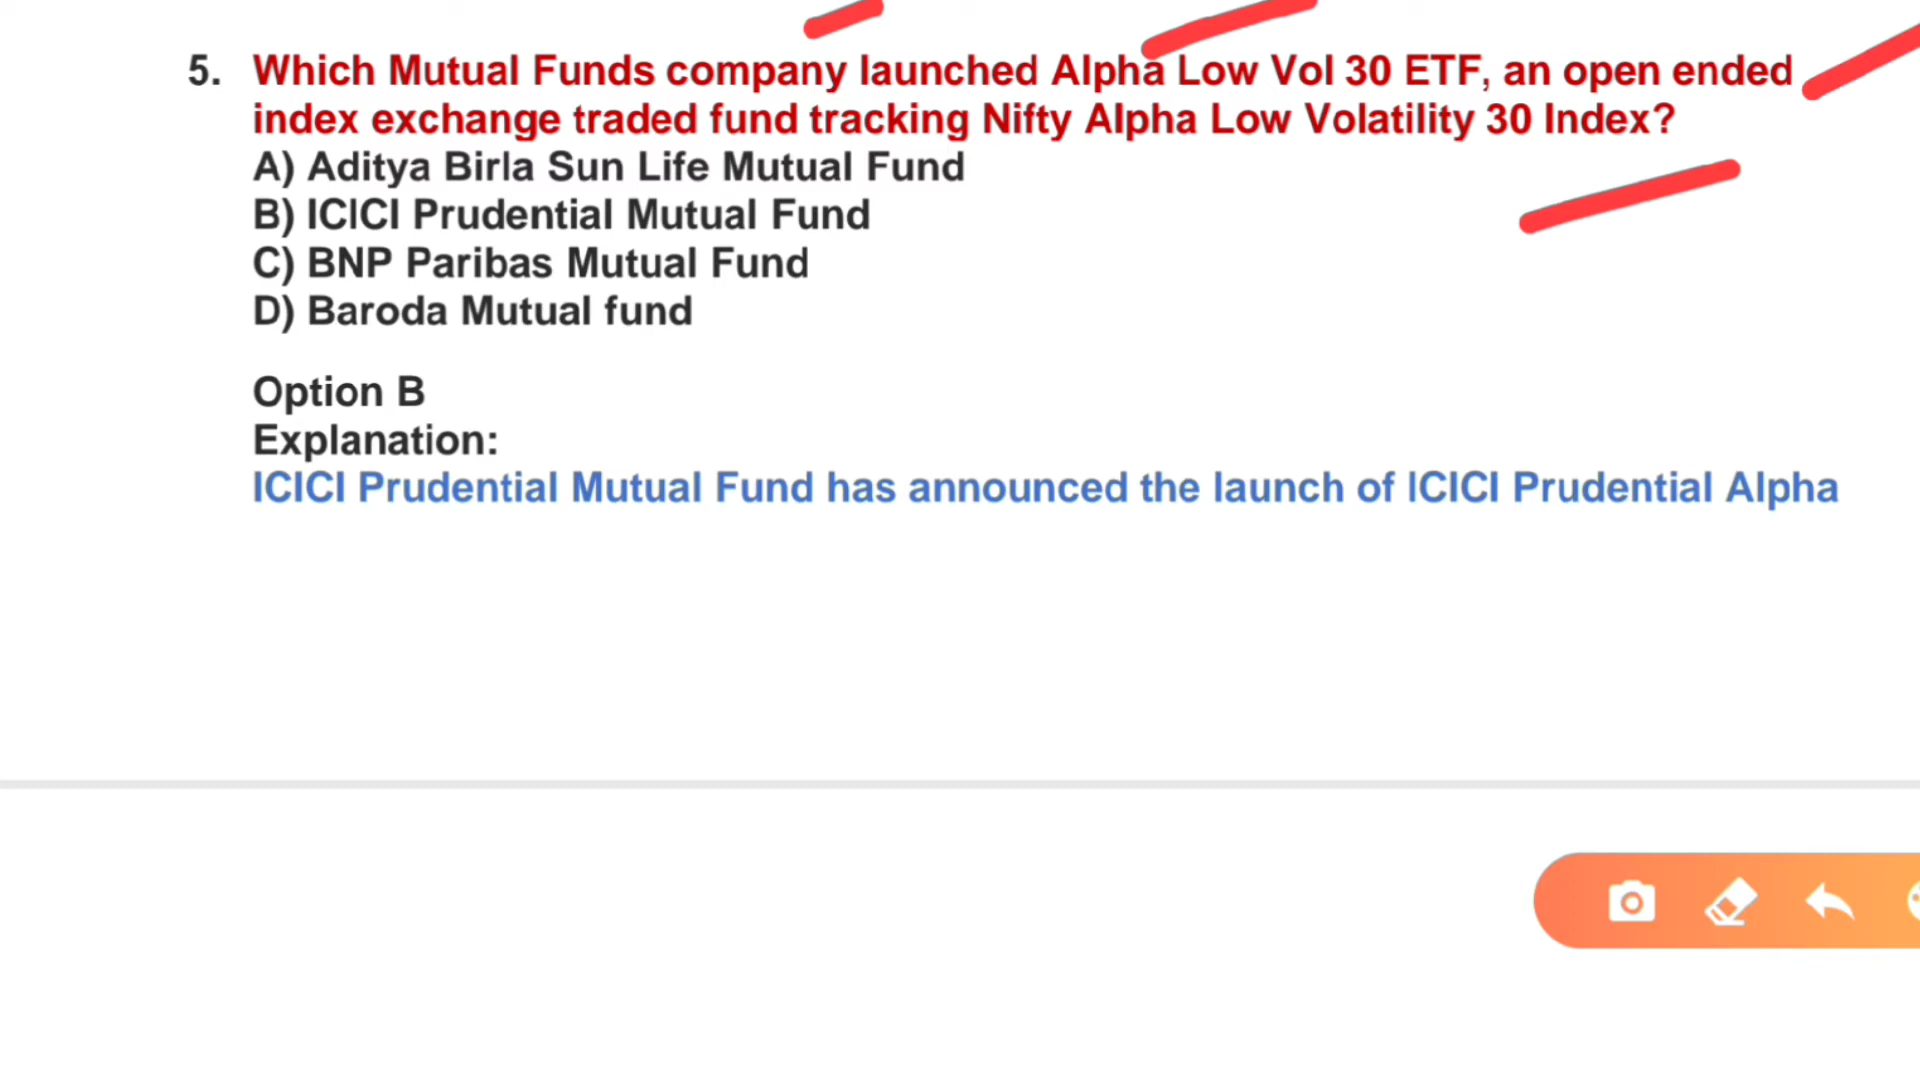 5. Which Mutual Funds company launched Alpha Low Vol 30 ETF, an open ended
index exchange traded fund tracking Nifty Alpha Low Volatility 30 Index?
A) Aditya Birla Sun Life Mutual Fund
B) ICICI Prudential Mutual Fund
C) BNP Paribas Mutual Fund
D) Baroda Mutual fund
Option B
Explanation:
ICICI Prudential Mutual Fund has announced the launch of ICICI Prudential Alpha